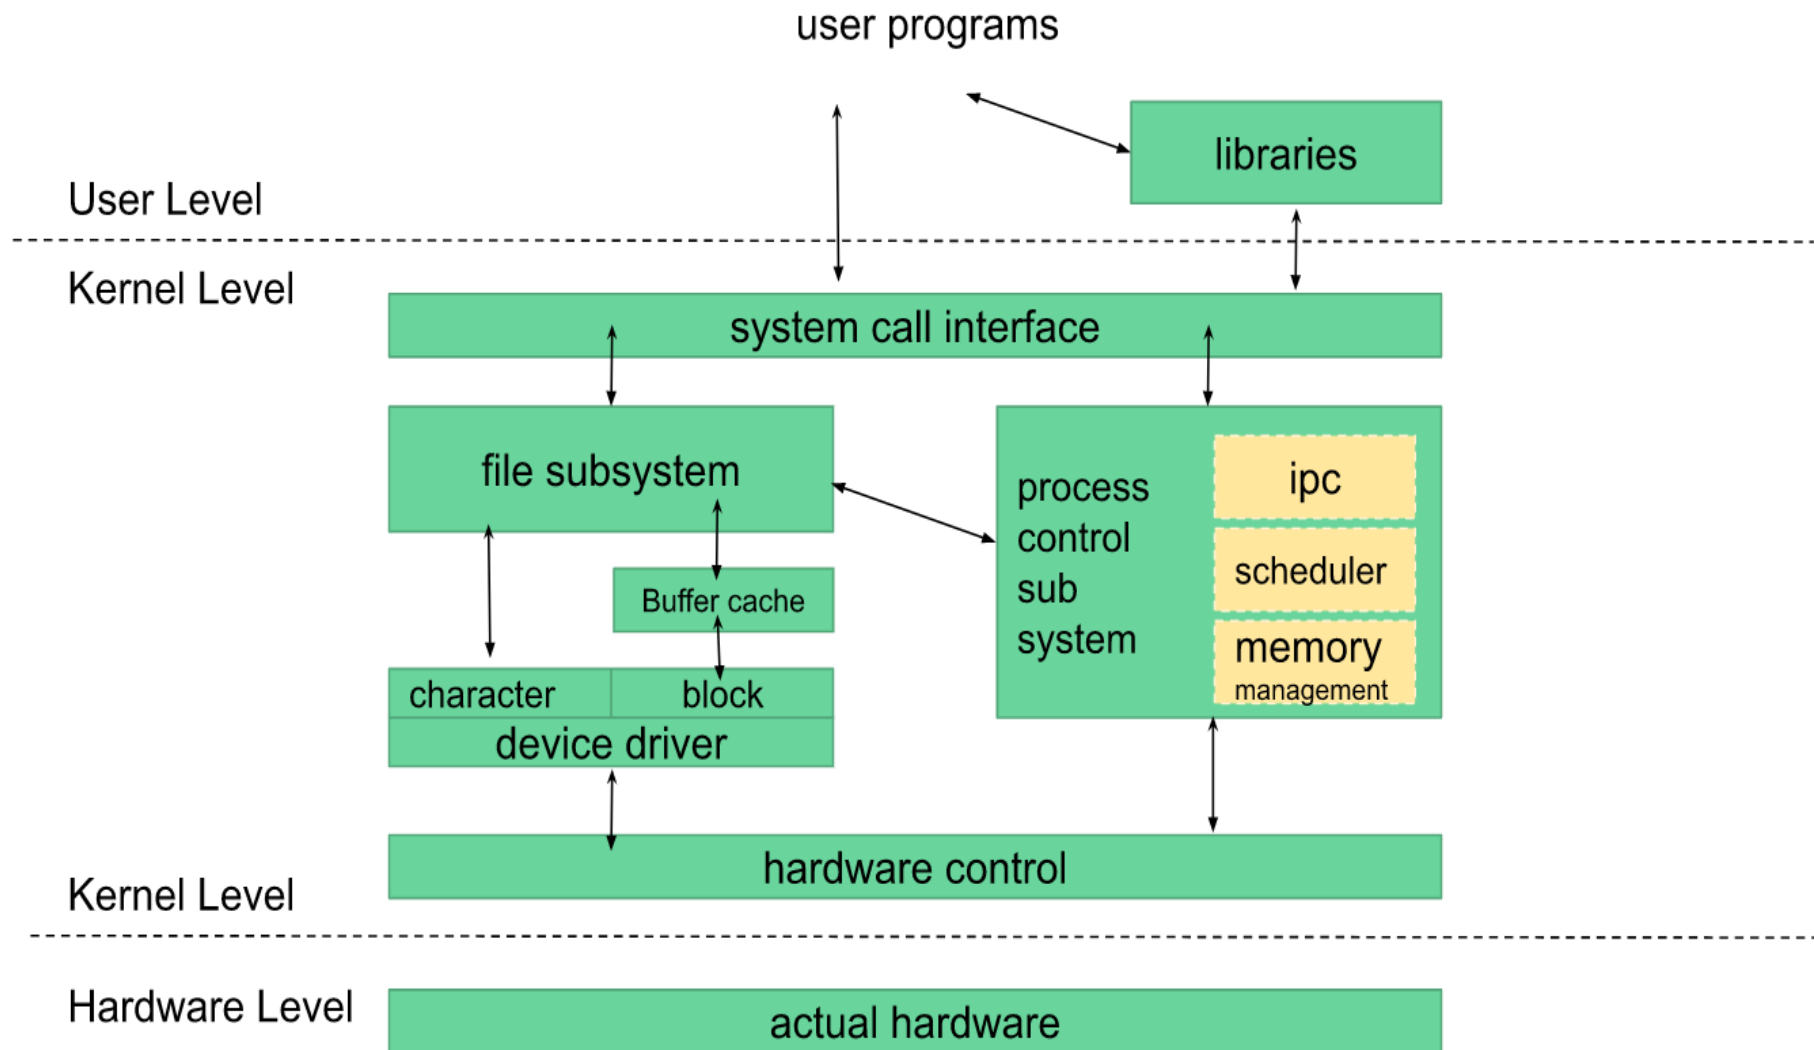 user programs
libraries
User Level
Kernel Level
system call interface
file subsystem
process
control
sub
system
ipc
scheduler
memory
management
Buffer cache
character
block
device driver
hardware control
Kernel Level
Hardware Level
actual hardware